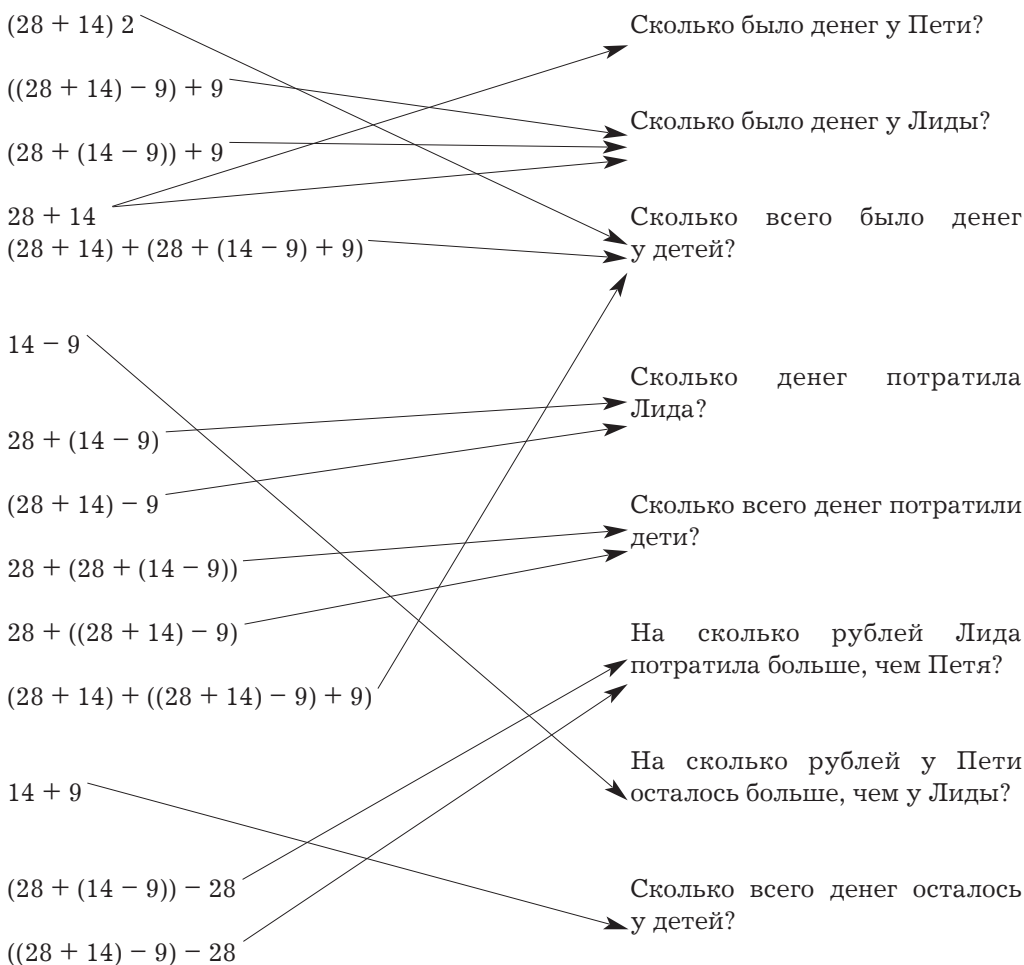 (28 + 14) 2
((28 + 14) − 9) + 9
(28 + (14 − 9)) + 9
28 + 14
(28 + 14) + (28 + (14 − 9) + 9)
14 − 9
28 + (14 − 9)
(28 + 14) − 9
28 + (28 + (14 − 9))
28 + ((28 + 14) − 9)
(28 + 14) + ((28 + 14) − 9) + 9)
14 + 9
(28 + (14 − 9)) − 28
((28 + 14) − 9) − 28
Сколько было денег у Пети?
Сколько было денег у Лиды?
Сколько всего было денег
у детей?
Сколько денег потратила
Лида?
Сколько всего денег потратили
дети?
На сколько рублей Лида
потратила больше, чем Петя?
На сколько рублей у Пети
осталось больше, чем у Лиды?
Сколько всего денег осталось
у детей?